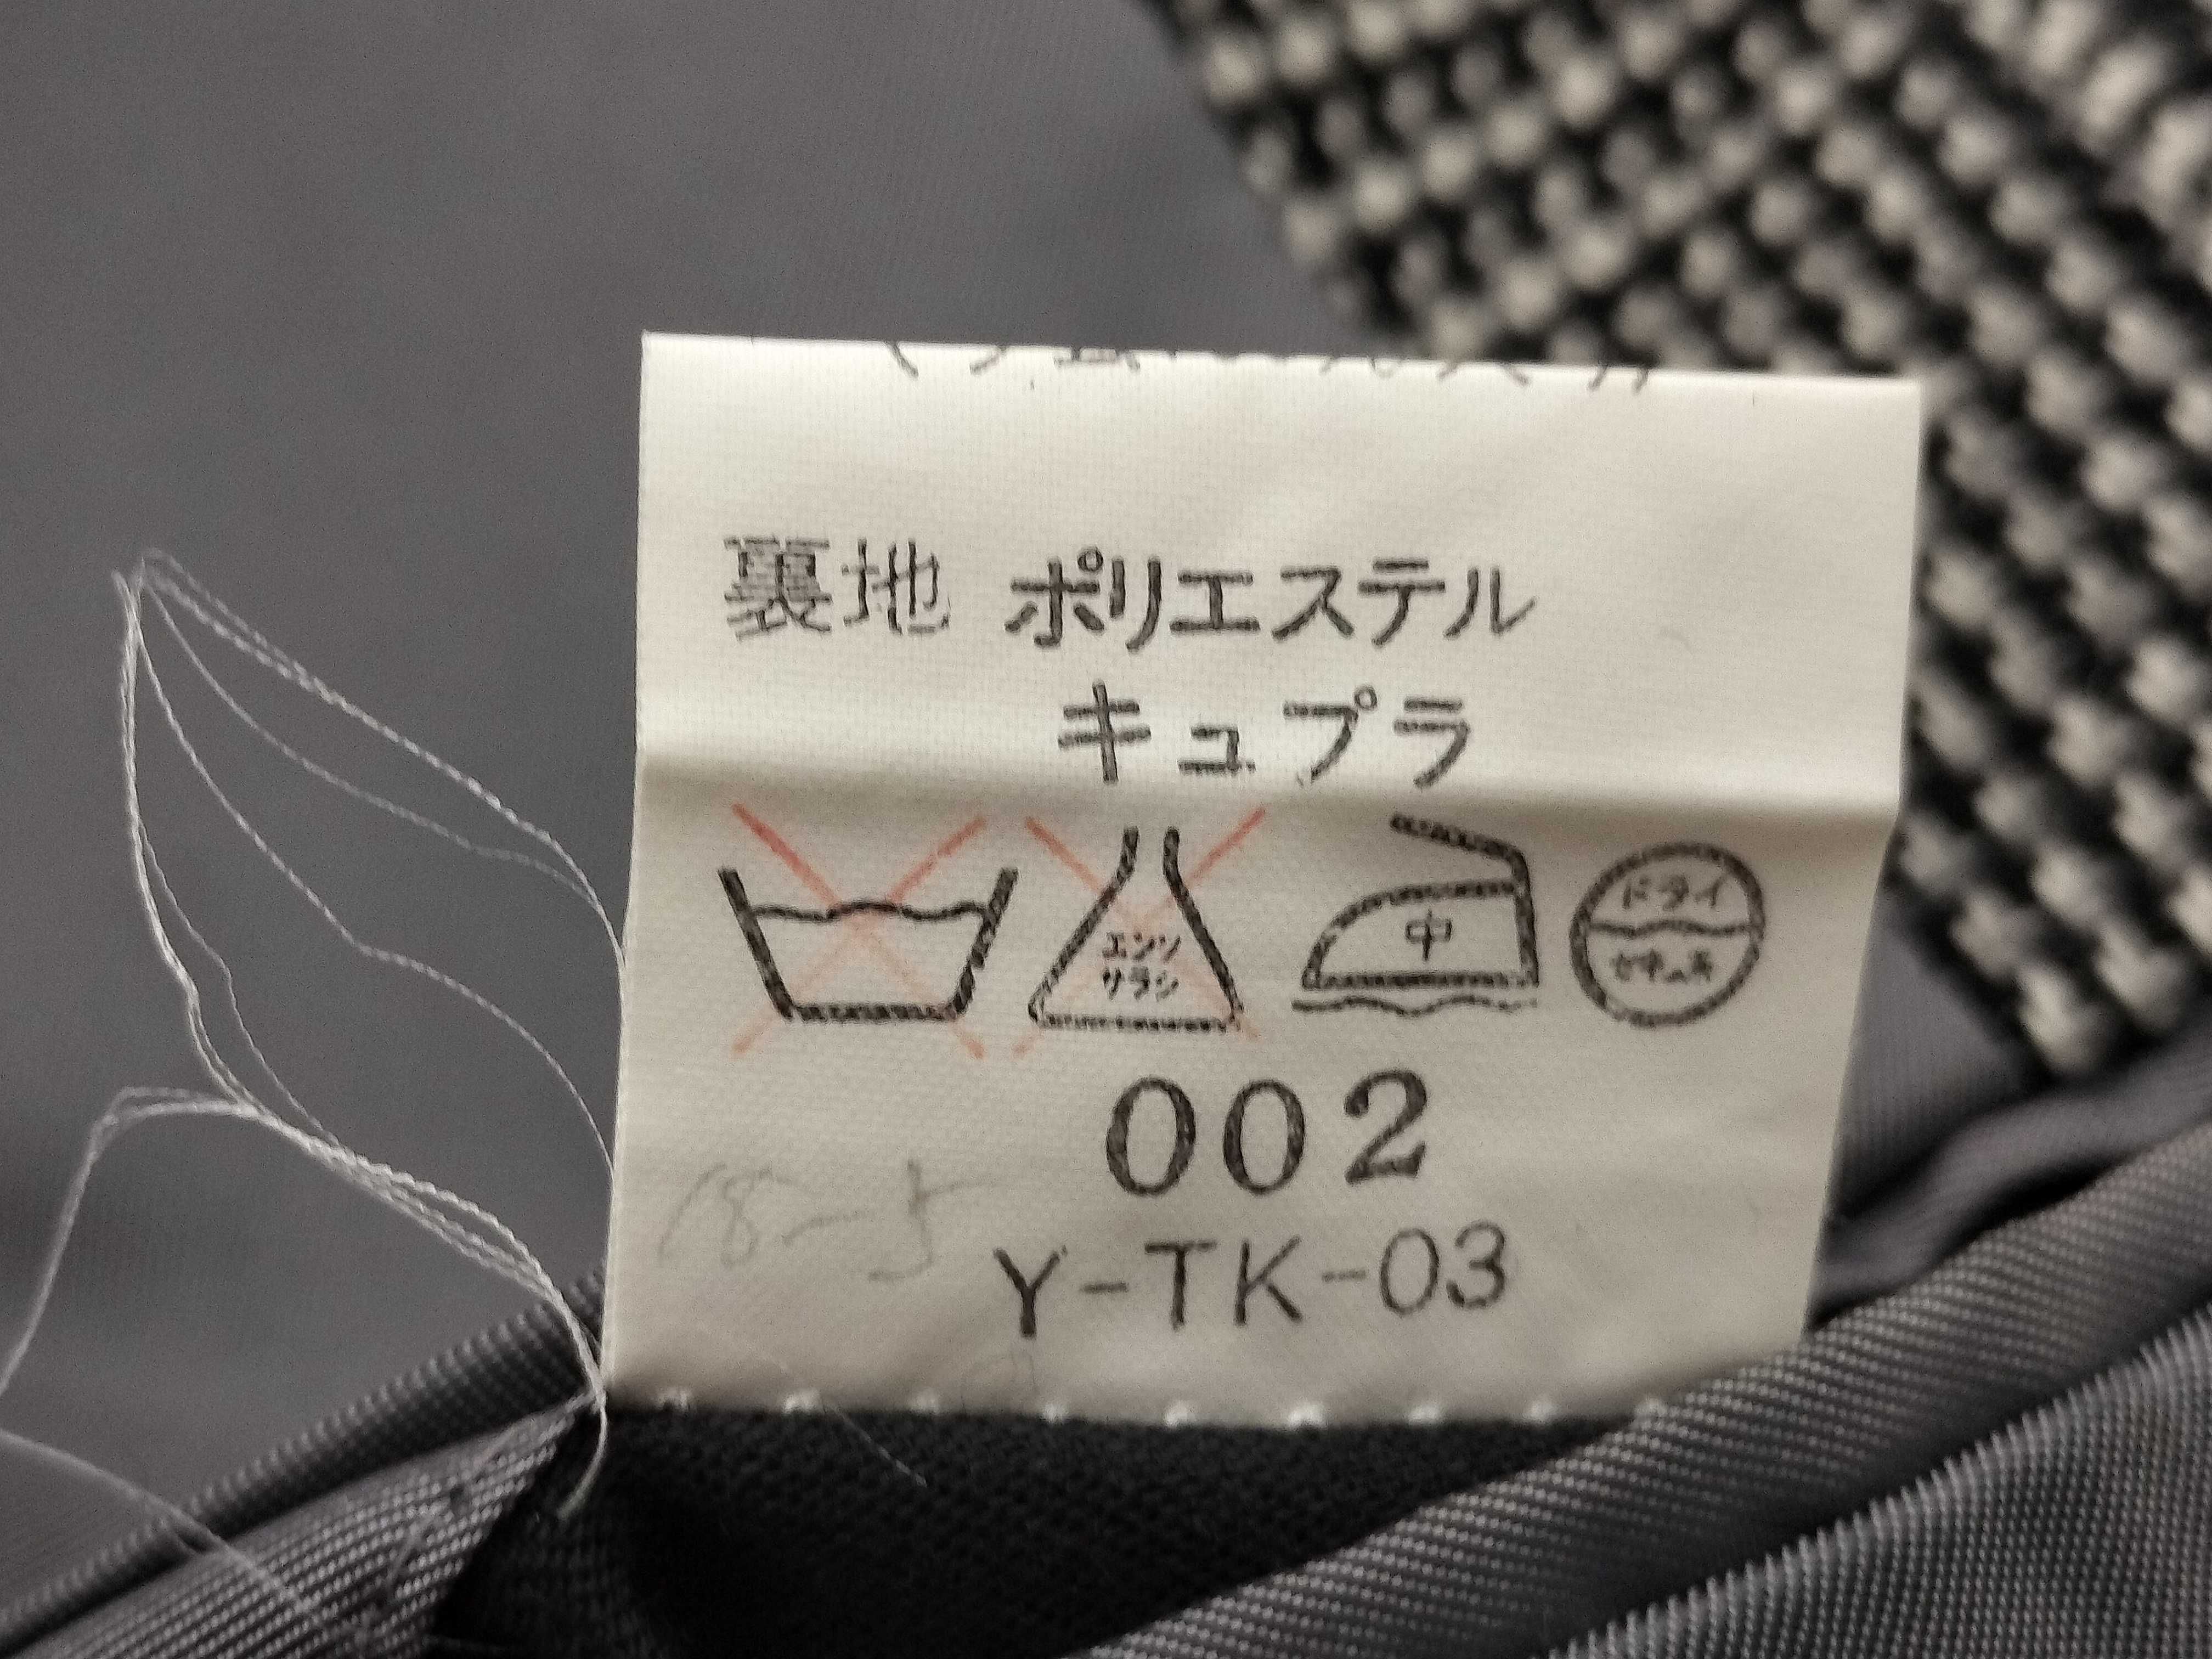 裏地 ポリエステル
キュプラ
エンソ
サラシ
中
ドライ
セキユ系
002
Y-TK-03